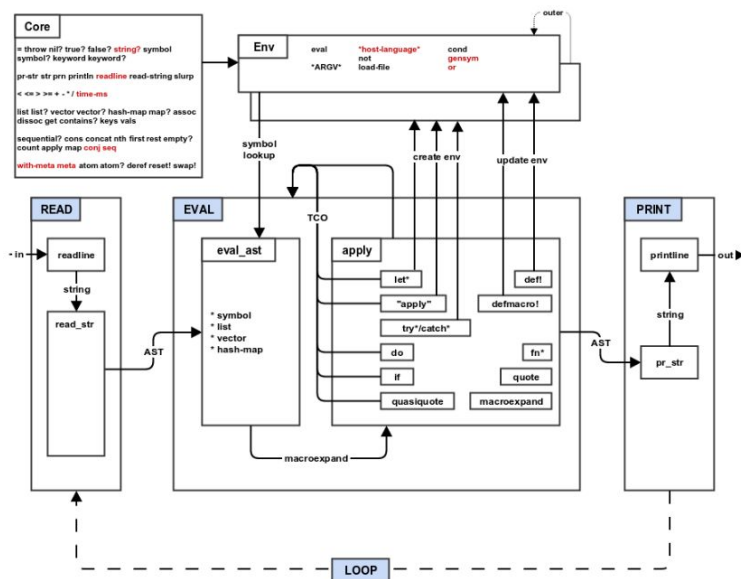 Core
= throw nil? true? false? string? symbol
symbol? keyword keyword?
pr-str str prn println readline read-string slurp
< <= > >= + - * / time-ms
list list? vector vector? hash-map map? assoc
dissoc get contains? keys vals
sequential? cons concat nth first rest empty?
count apply map conj seq
with-meta meta atom atom? deref reset! swap!
outer
Env
eval *host-language* cond
not gensym
*ARGV* load-file or
symbol
lookup
create env
update env
READ
EVAL
PRINT
TCO
in
readline
string
read_str
AST
eval_ast
* symbol
* list
* vector
* hash-map
macroexpand
apply
let*
def!
"apply"
defmacro!
try*/catch*
do
fn*
if
quote
quasiquote
macroexpand
AST
printline
out
string
pr_str
LOOP